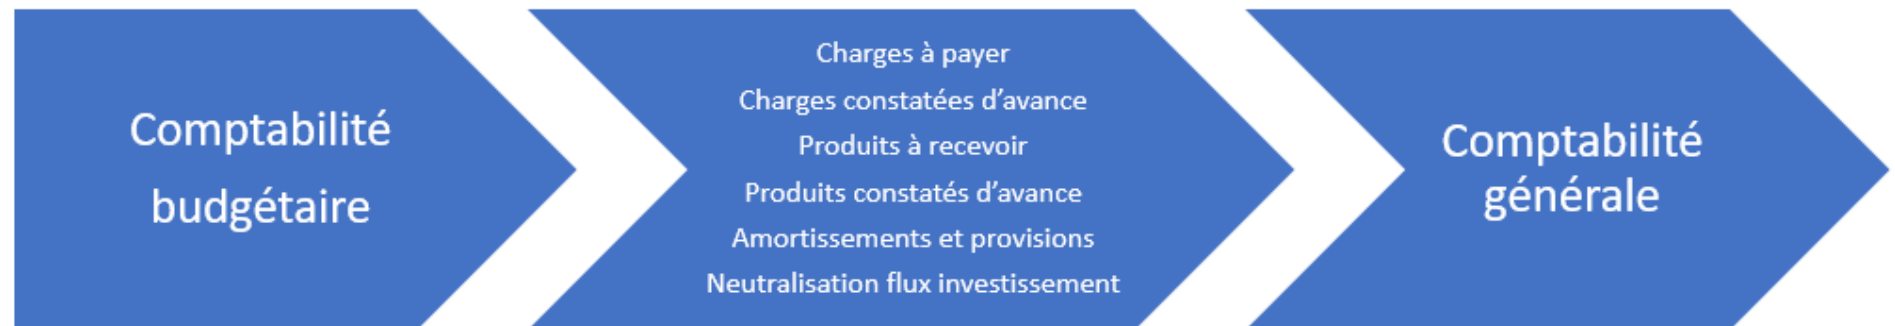 Comptabilité
budgétaire
Charges à payer
Charges constatées d’avance
Produits à recevoir
Produits constatés d’avance
Amortissements et provisions
Neutralisation flux investissement
Comptabilité
générale